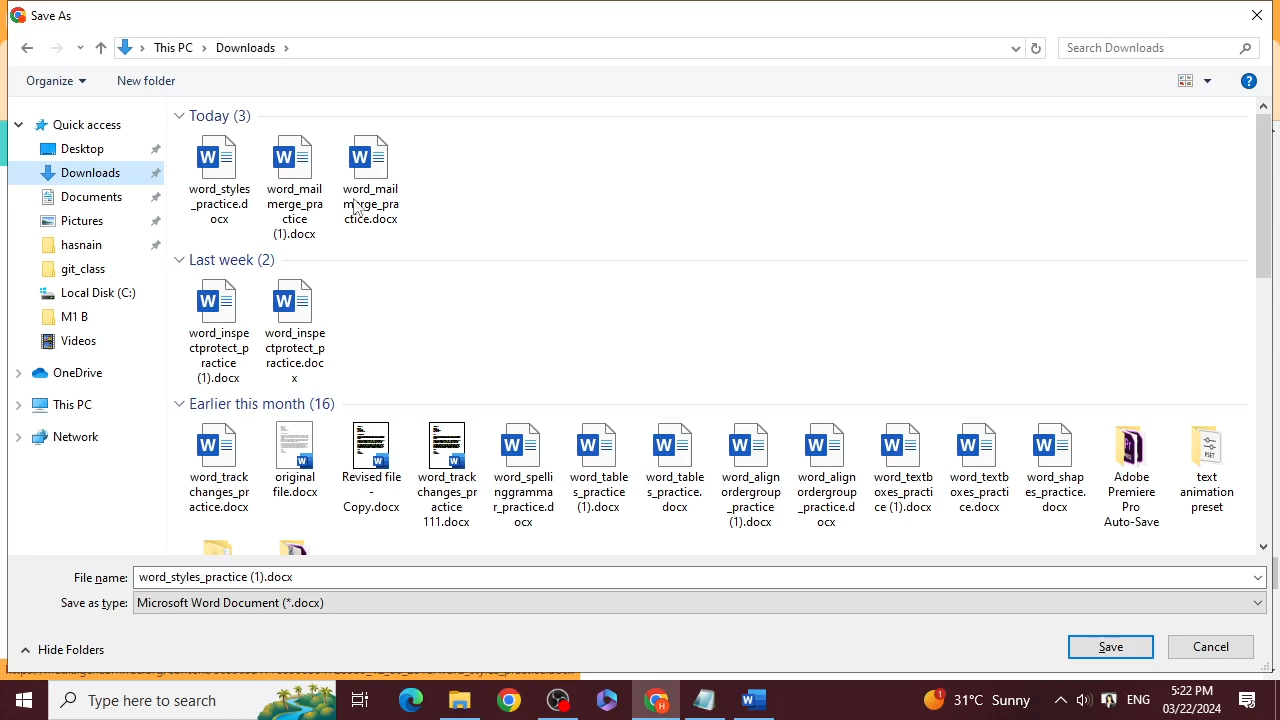 Save As
This PC
Downloads
Search Downloads
Organize
New folder
Quick access
Desktop
Downloads
Documents
Pictures
hasnain
git_class
Local Disk (C:)
M1 B
Videos
OneDrive
This PC
Network
Today (3)
word_styles
_practice.d
ocx
word_mail
merge_pra
ctice
(1).docx
word_mail
merge_pra
ctice.docx
Last week (2)
word_inspe
ctprotect_p
ractice
(1).docx
word_inspe
ctprotect_p
ractice.doc
x
Earlier this month (16)
word_track
changes_pr
actice.docx
original
file.docx
Revised file
-
Copy.docx
word_track
changes_pr
actice
111.docx
word_spelli
nggramma
r_practice.d
ocx
word_table
s_practice
(1).docx
word_table
s_practice.
docx
word_align
ordergroup
_practice
(1).docx
word_align
ordergroup
_practice.d
ocx
word_textb
oxes_practi
ce (1).docx
word_textb
oxes_practi
ce.docx
word_shap
es_practice.
docx
Adobe
Premiere
Pro
Auto-Save
text
animation
preset
File name:
word_styles_practice (1).docx
Save as type:
Microsoft Word Document (*.docx)
Hide Folders
Save
Cancel
Type here to search
1
31°C Sunny
ENG
5:22 PM
03/22/2024